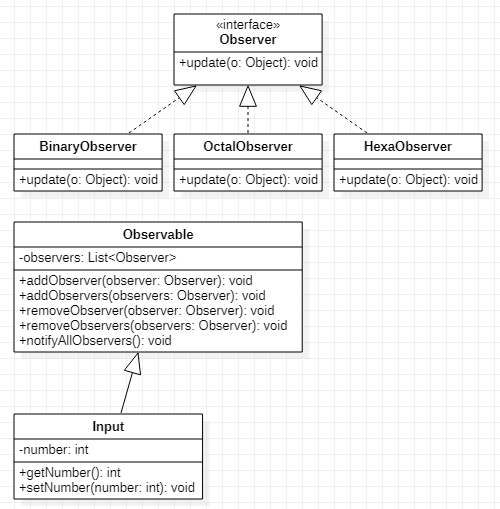 «interface»
Observer
+update(o: Object): void
BinaryObserver
+update(o: Object): void
OctalObserver
+update(o: Object): void
HexaObserver
+update(o: Object): void
Observable
-observers: List<Observer>
+addObserver(observer: Observer): void
+addObservers(observers: Observer): void
+removeObserver(observer: Observer): void
+removeObservers(observers: Observer): void
+notifyAllObservers(): void
Input
-number: int
+getNumber(): int
+setNumber(number: int): void